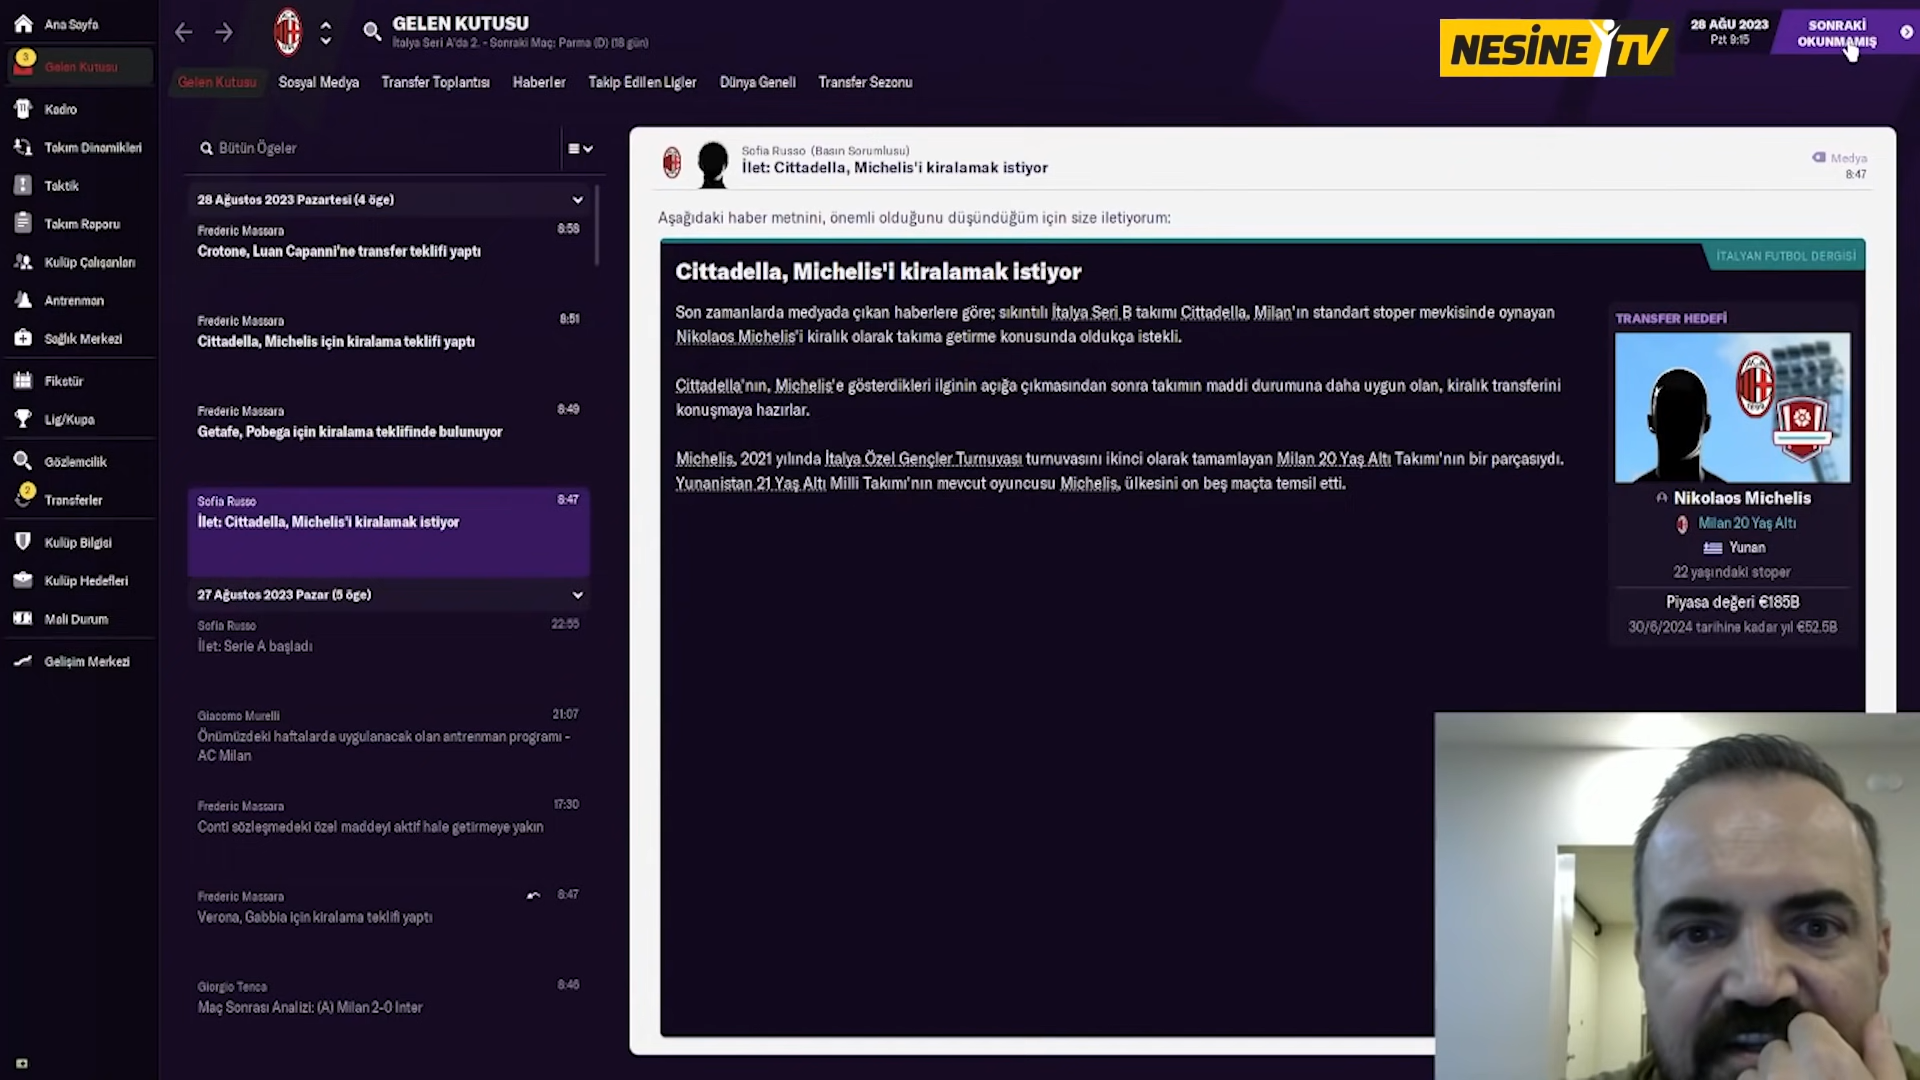 Ana Sayfa
3
Gelen Kutusu
Kadro
Takım Dinamikleri
Taktik
Takım Raporu
Kulüp Çalışanları
Antrenman
Sağlık Merkezi
Fikstür
Lig/Kupa
Gözlemcilik
2
Transferler
Kulüp Bilgisi
Kulüp Hedefleri
Mali Durum
Gelişim Merkezi
GELEN KUTUSU
İtalya Seri A'da 2. - Sonraki Maç: Parma (D) (18 gün)
Gelen Kutusu Sosyal Medya Transfer Toplantısı Haberler Takip Edilen Ligler Dünya Geneli Transfer Sezonu
NESİNE TV
28 AĞU 2023
Pzt 9:15
SONRAKİ
OKUNMAMIŞ
Bütün Ögeler
28 Ağustos 2023 Pazartesi (4 öge)
Frederic Massara 8:58
Crotone, Luan Capanni'ne transfer teklifi yaptı
Frederic Massara 8:51
Cittadella, Michelis için kiralama teklifi yaptı
Frederic Massara 8:49
Getafe, Pobega için kiralama teklifinde bulunuyor
Sofia Russo 8:47
İlet: Cittadella, Michelis'i kiralamak istiyor
27 Ağustos 2023 Pazar (5 öge)
Sofia Russo 22:55
İlet: Serie A başladı
Giacomo Murelli 21:07
Önümüzdeki haftalarda uygulanacak olan antrenman programı -
AC Milan
Frederic Massara 17:30
Conti sözleşmedeki özel maddeyi aktif hale getirmeye yakın
Frederic Massara 8:47
Verona, Gabbia için kiralama teklifi yaptı
Giorgio Tenca 8:46
Maç Sonrası Analizi: (A) Milan 2-0 Inter
Sofia Russo (Basın Sorumlusu)
İlet: Cittadella, Michelis'i kiralamak istiyor
Medya
8:47
Aşağıdaki haber metnini, önemli olduğunu düşündüğüm için size iletiyorum:
İTALYAN FUTBOL DERGİSİ
Cittadella, Michelis'i kiralamak istiyor
Son zamanlarda medyada çıkan haberlere göre; sıkıntılı İtalya Seri B takımı Cittadella, Milan'ın standart stoper mevkisinde oynayan
Nikolaos Michelis'i kiralık olarak takıma getirme konusunda oldukça istekli.
Cittadella'nın, Michelis'e gösterdikleri ilginin açığa çıkmasından sonra takımın maddi durumuna daha uygun olan, kiralık transferini
konuşmaya hazırlar.
Michelis, 2021 yılında İtalya Özel Gençler Turnuvası turnuvasını ikinci olarak tamamlayan Milan 20 Yaş Altı Takımı'nın bir parçasıydı.
Yunanistan 21 Yaş Altı Milli Takımı'nın mevcut oyuncusu Michelis, ülkesini on beş maçta temsil etti.
TRANSFER HEDEFİ
Nikolaos Michelis
Milan 20 Yaş Altı
Yunan
22 yaşındaki stoper
Piyasa değeri €185B
30/6/2024 tarihine kadar yıl €52.5B